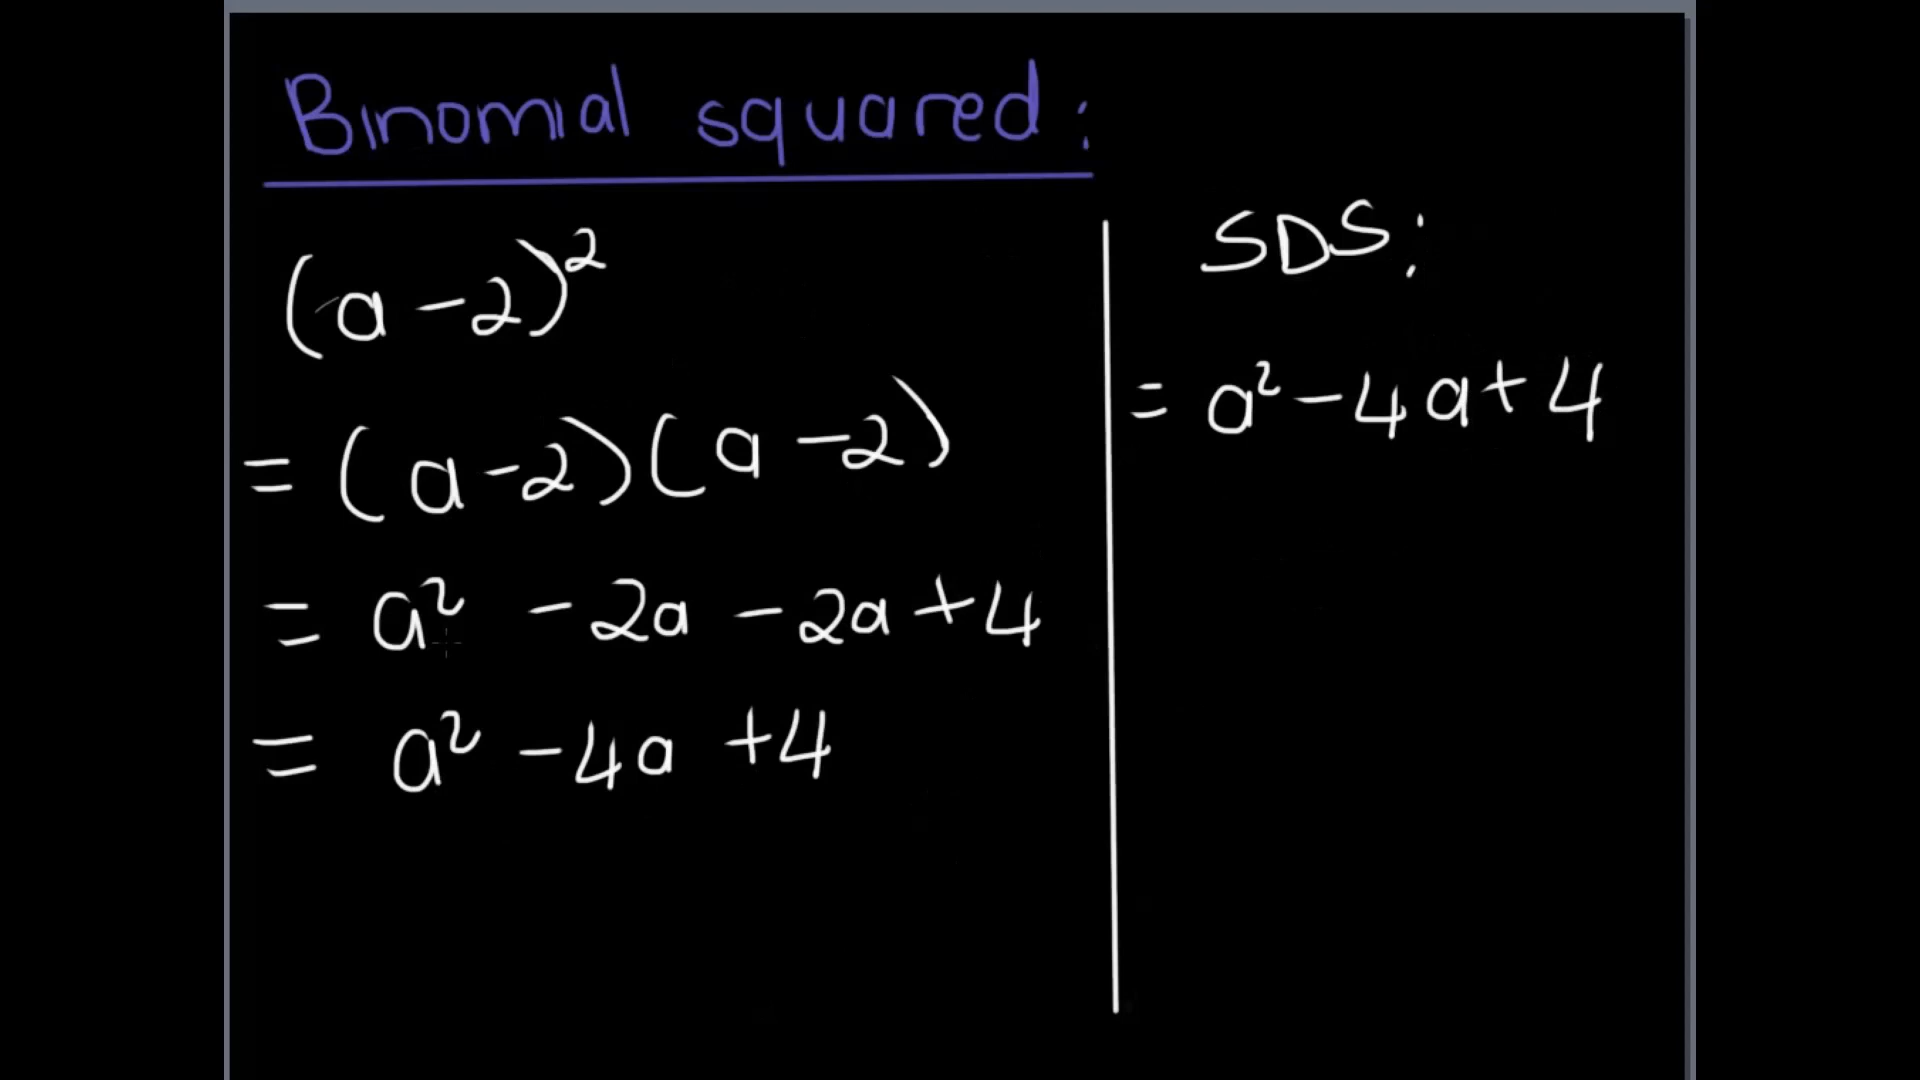 Binomial squared:
(a-2)²
= (a-2)(a-2)
= a² - 2a - 2a + 4
= a² - 4a + 4
SDS:
= a² - 4a + 4